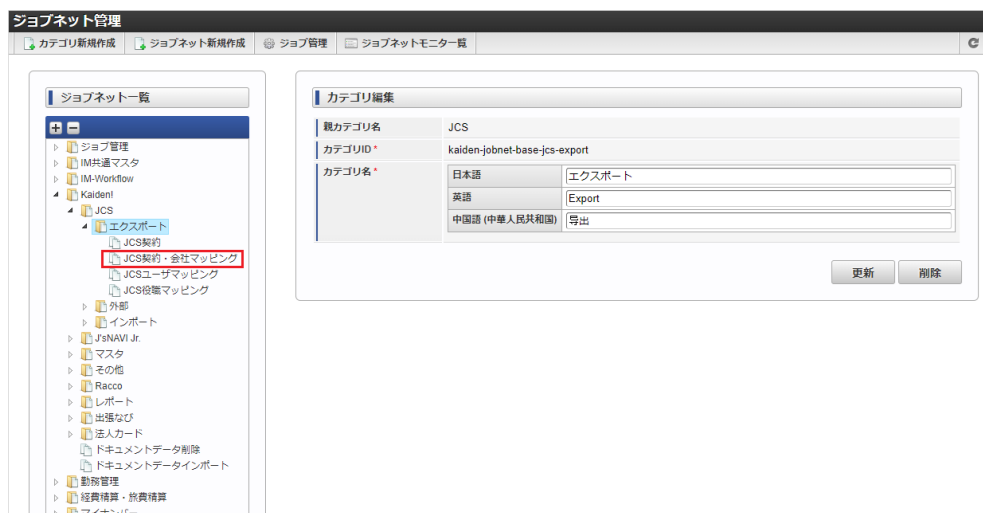 ジョブネット管理
カテゴリ新規作成 ジョブネット新規作成 ジョブ管理 ジョブネットモニター覧
ジョブネット一覧
ジョブ管理
IM共通マスタ
IM-Workflow
Kaiden!
JCS
エクスポート
JCS契約
JCS契約・会社マッピング
JCSユーザマッピング
JCS役職マッピング
外部
インポート
J'sNAVI Jr.
マスタ
その他
Racco
レポート
出張なび
法人カード
ドキュメントデータ削除
ドキュメントデータインポート
勤務管理
経費精算・旅費精算
マイナンバー
カテゴリ編集
親カテゴリ名 JCS
カテゴリID * kaiden-jobnet-base-jcs-export
カテゴリ名 * 日本語 エクスポート
英語 Export
中国語 (中華人民共和国) 导出
更新 削除